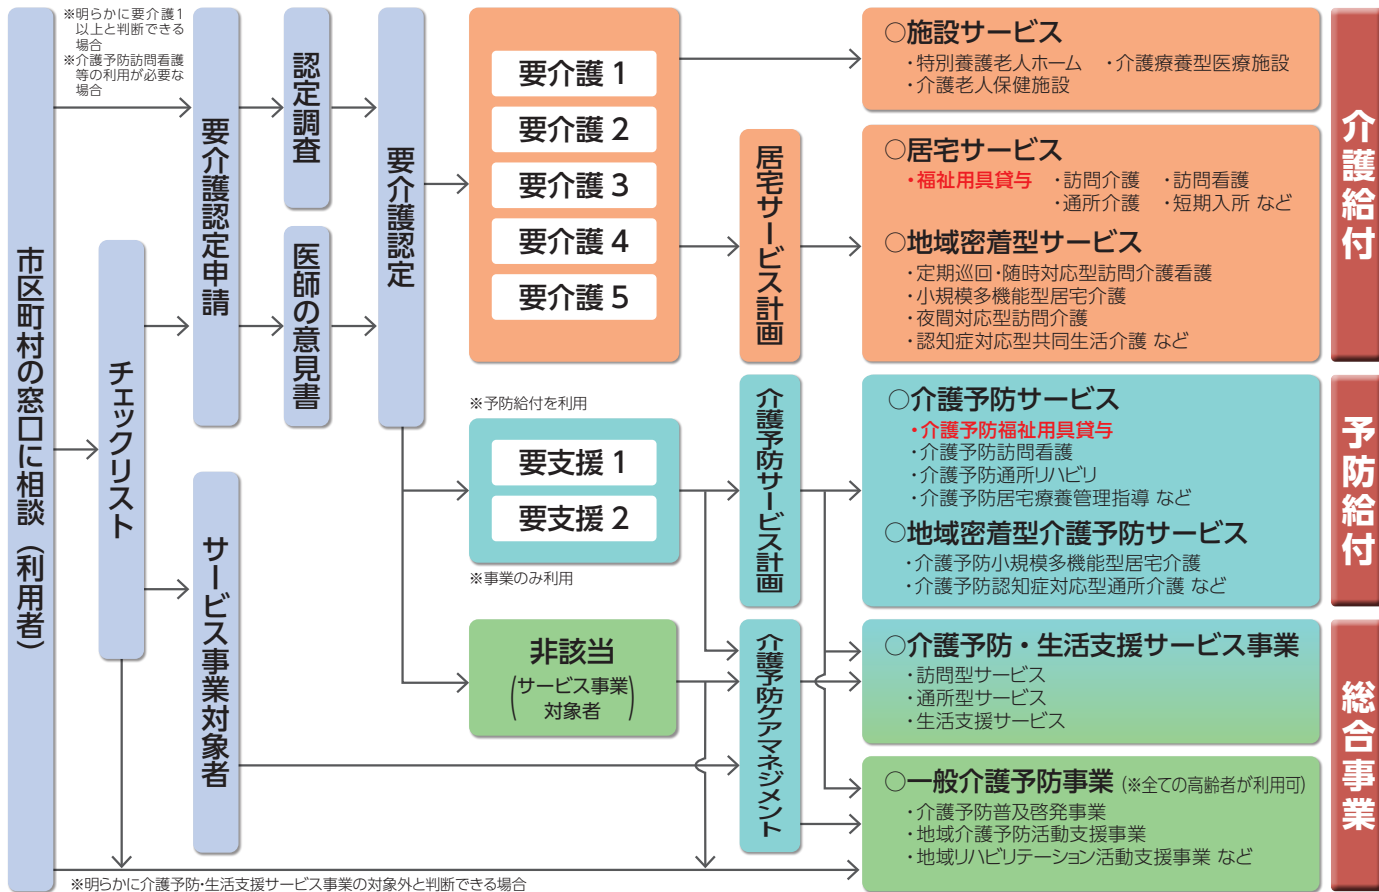 市区町村の窓口に相談（利用者）
※明らかに要介護1
以上と判断できる
場合
※介護予防訪問看護
等の利用が必要な
場合
チェックリスト
要介護認定申請
サービス事業対象者
認定調査
医師の意見書
要介護認定
要介護 1
要介護 2
要介護 3
要介護 4
要介護 5
※予防給付を利用
要支援 1
要支援 2
※事業のみ利用
非該当
(サービス事業
対象者)
居宅サービス計画
介護予防サービス計画
介護予防ケアマネジメント
○施設サービス
・特別養護老人ホーム ・介護療養型医療施設
・介護老人保健施設
○居宅サービス
・福祉用具貸与 ・訪問介護 ・訪問看護
・通所介護 ・短期入所 など
○地域密着型サービス
・定期巡回・随時対応型訪問介護看護
・小規模多機能型居宅介護
・夜間対応型訪問介護
・認知症対応型共同生活介護 など
介護給付
○介護予防サービス
・介護予防福祉用具貸与
・介護予防訪問看護
・介護予防通所リハビリ
・介護予防居宅療養管理指導 など
○地域密着型介護予防サービス
・介護予防小規模多機能型居宅介護
・介護予防認知症対応型通所介護 など
予防給付
○介護予防・生活支援サービス事業
・訪問型サービス
・通所型サービス
・生活支援サービス
○一般介護予防事業 (※全ての高齢者が利用可)
・介護予防普及啓発事業
・地域介護予防活動支援事業
・地域リハビリテーション活動支援事業 など
総合事業
※明らかに介護予防・生活支援サービス事業の対象外と判断できる場合